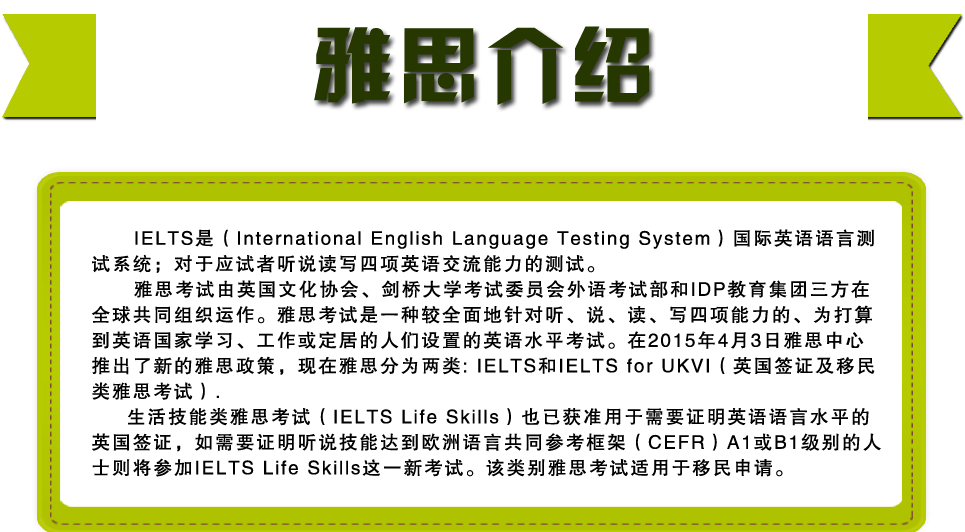 雅思介绍
IELTS是（International English Language Testing System）国际英语语言测
试系统；对于应试者听说读写四项英语交流能力的测试。
雅思考试由英国文化协会、剑桥大学考试委员会外语考试部和IDP教育集团三方在
全球共同组织运作。雅思考试是一种较全面地针对听、说、读、写四项能力的、为打算
到英语国家学习、工作或定居的人们设置的英语水平考试。在2015年4月3日雅思中心
推出了新的雅思政策，现在雅思分为两类: IELTS和IELTS for UKVI（英国签证及移民
类雅思考试）.
生活技能类雅思考试（IELTS Life Skills）也已获准用于需要证明英语语言水平的
英国签证，如需要证明听说技能达到欧洲语言共同参考框架（CEFR）A1或B1级别的人
士则将参加IELTS Life Skills这一新考试。该类别雅思考试适用于移民申请。